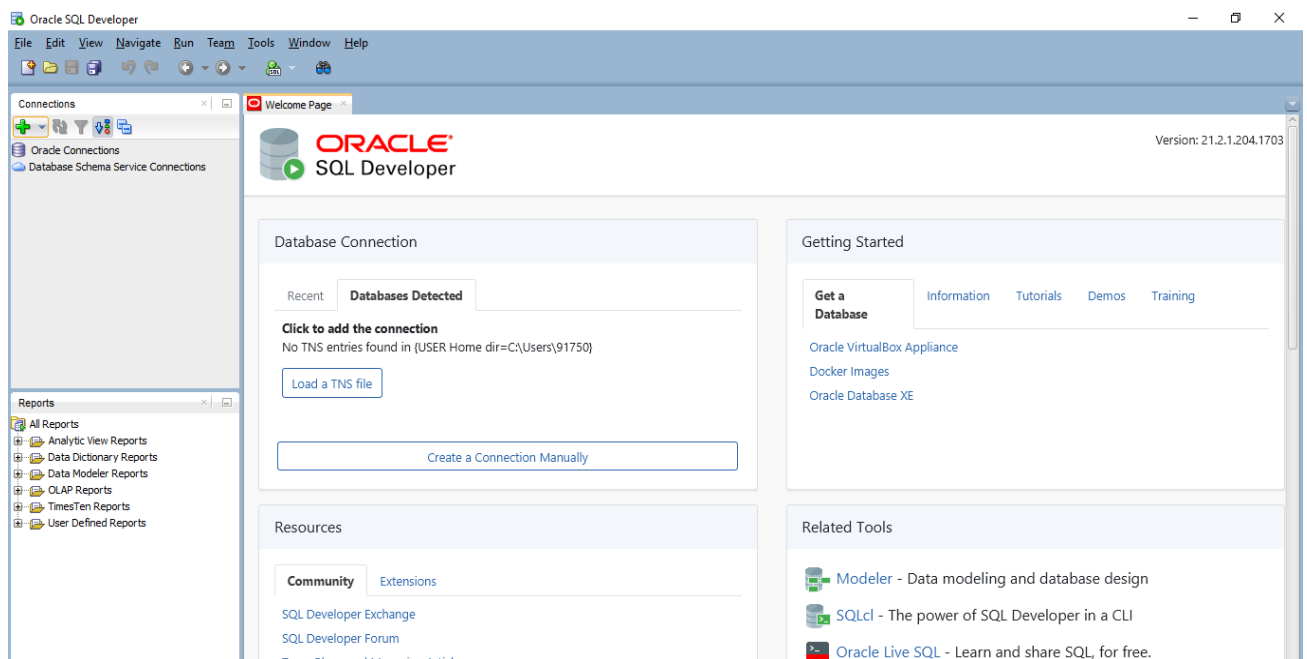 Oracle SQL Developer
File Edit View Navigate Run Team Tools Window Help
Connections
Oracle Connections
Database Schema Service Connections
Reports
All Reports
Analytic View Reports
Data Dictionary Reports
Data Modeler Reports
OLAP Reports
TimesTen Reports
User Defined Reports
Welcome Page
ORACLE
SQL Developer
Version: 21.2.1.204.1703
Database Connection
Recent Databases Detected
Click to add the connection
No TNS entries found in {USER Home dir=C:\Users\91750}
Load a TNS file
Create a Connection Manually
Getting Started
Get a
Database
Information Tutorials Demos Training
Oracle VirtualBox Appliance
Docker Images
Oracle Database XE
Resources
Community Extensions
SQL Developer Exchange
SQL Developer Forum
Related Tools
Modeler - Data modeling and database design
SQLcl - The power of SQL Developer in a CLI
Oracle Live SQL - Learn and share SQL, for free.